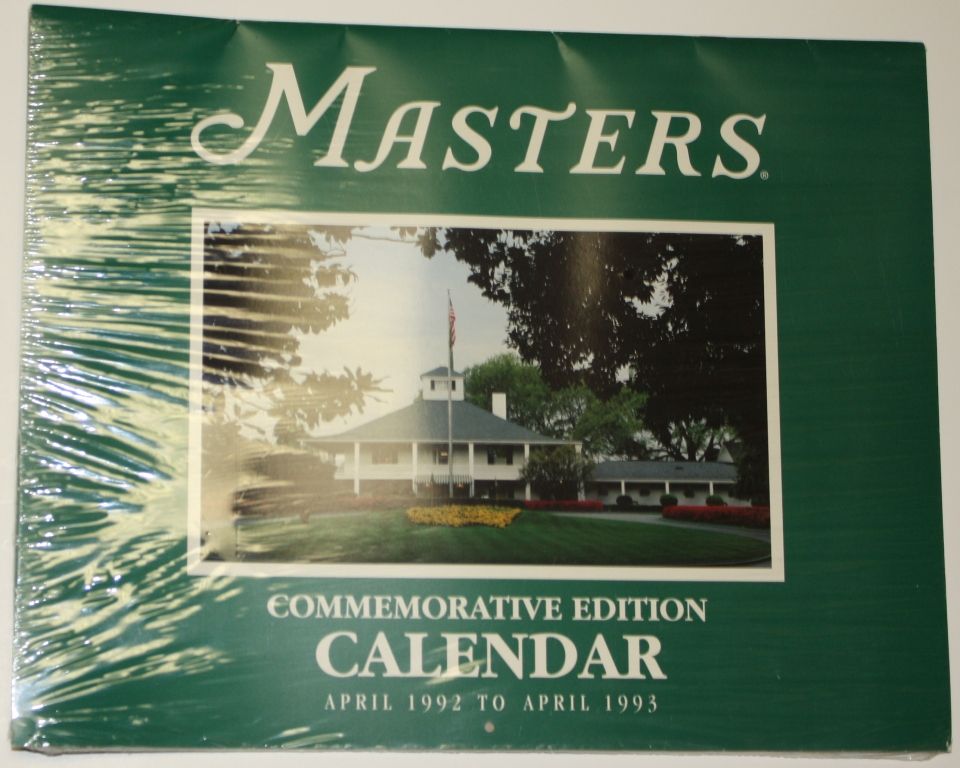 MASTERS®
COMMEMORATIVE EDITION
CALENDAR
APRIL 1992 TO APRIL 1993